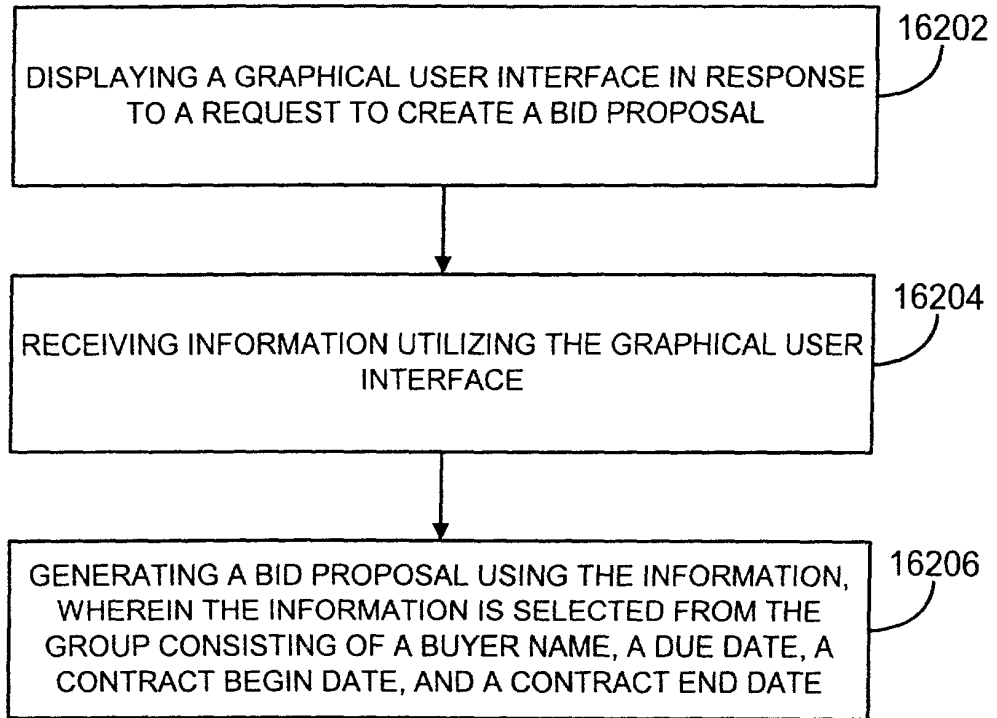 16202
DISPLAYING A GRAPHICAL USER INTERFACE IN RESPONSE
TO A REQUEST TO CREATE A BID PROPOSAL
16204
RECEIVING INFORMATION UTILIZING THE GRAPHICAL USER
INTERFACE
16206
GENERATING A BID PROPOSAL USING THE INFORMATION,
WHEREIN THE INFORMATION IS SELECTED FROM THE
GROUP CONSISTING OF A BUYER NAME, A DUE DATE, A
CONTRACT BEGIN DATE, AND A CONTRACT END DATE